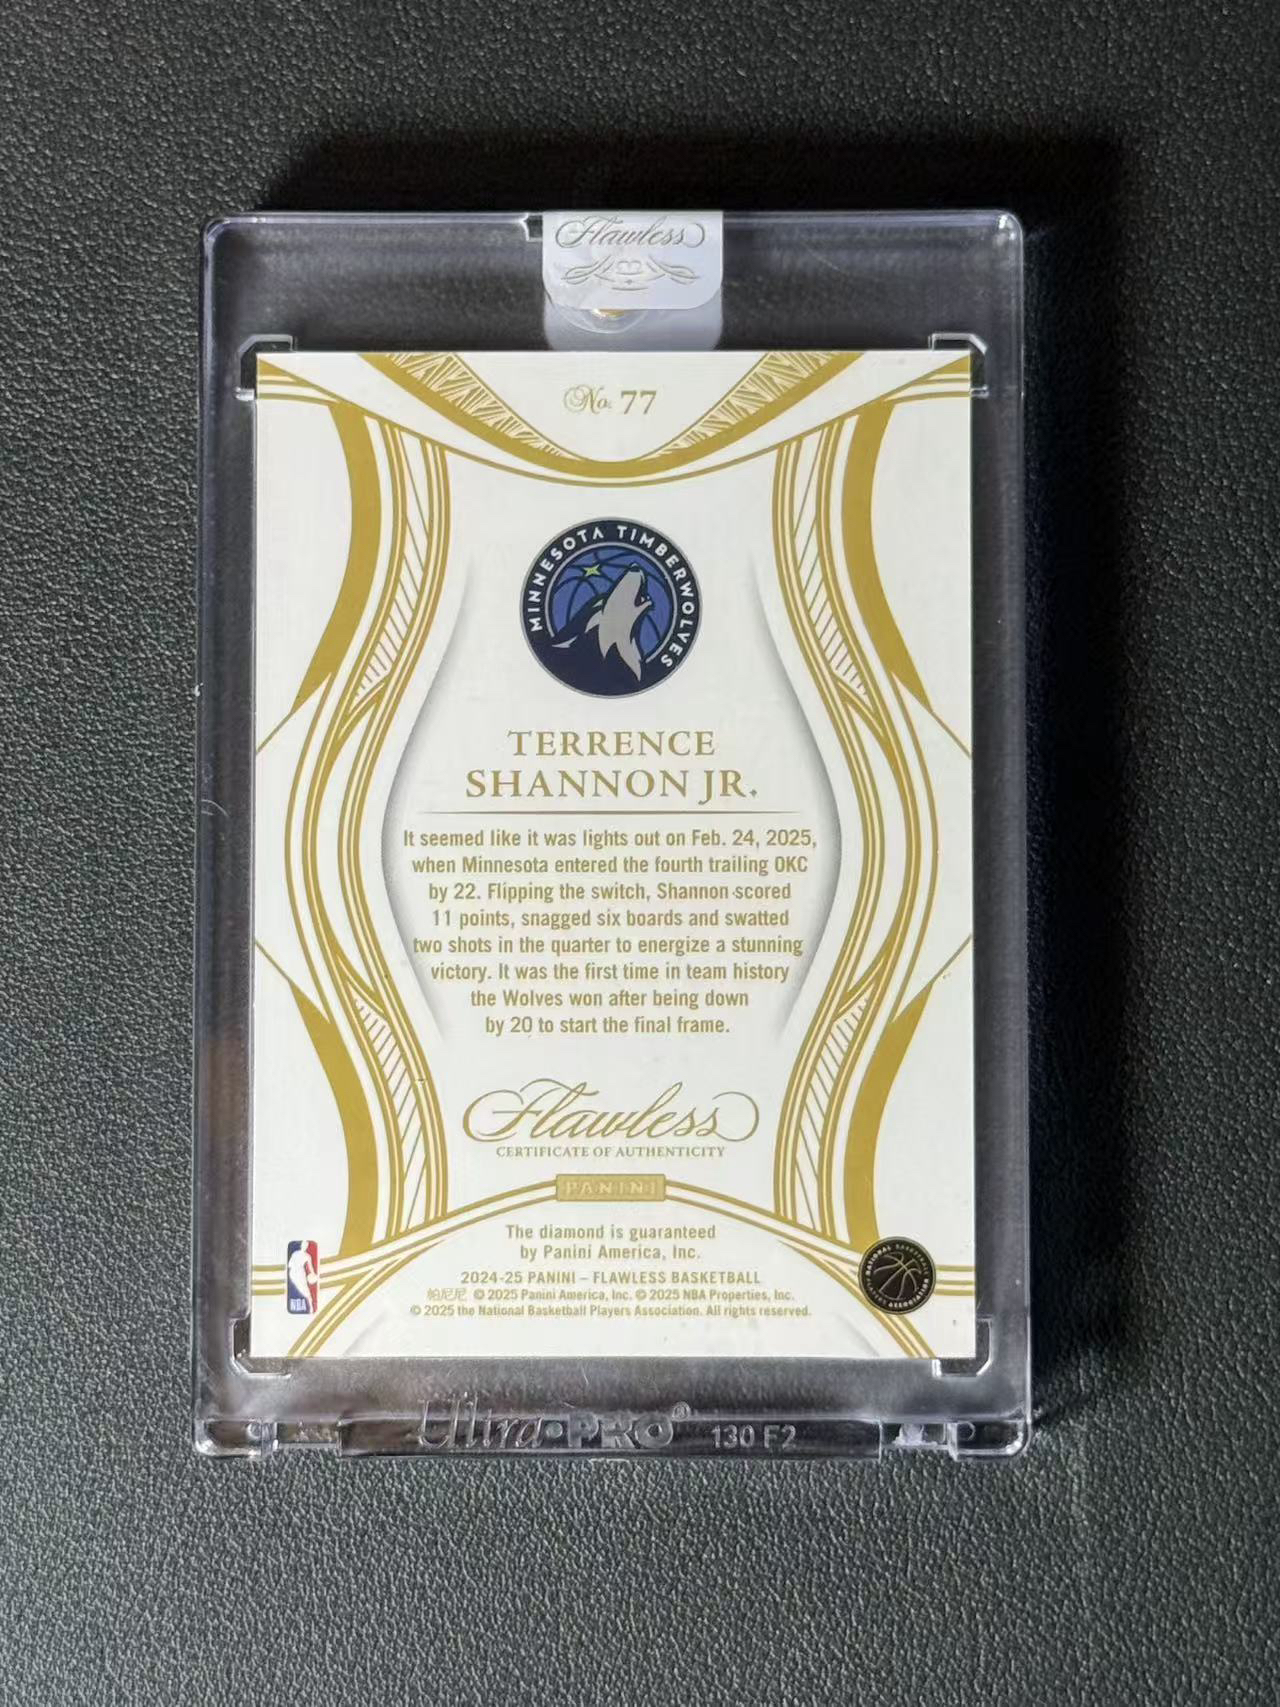 Flawless
No. 77
MINNESOTA TIMBERWOLVES
TERRENCE
SHANNON JR.
It seemed like it was lights out on Feb. 24, 2025,
when Minnesota entered the fourth trailing OKC
by 22. Flipping the switch, Shannon scored
11 points, snagged six boards and swatted
two shots in the quarter to energize a stunning
victory. It was the first time in team history
the Wolves won after being down
by 20 to start the final frame.
Flawless
CERTIFICATE OF AUTHENTICITY
PANINI
The diamond is guaranteed
by Panini America, Inc.
2024-25 PANINI – FLAWLESS BASKETBALL
帕尼尼 © 2025 Panini America, Inc. © 2025 NBA Properties, Inc.
© 2025 the National Basketball Players Association. All rights reserved.
NBA
NATIONAL BASKETBALL PLAYERS ASSOCIATION
Ultra PRO® 130 F2